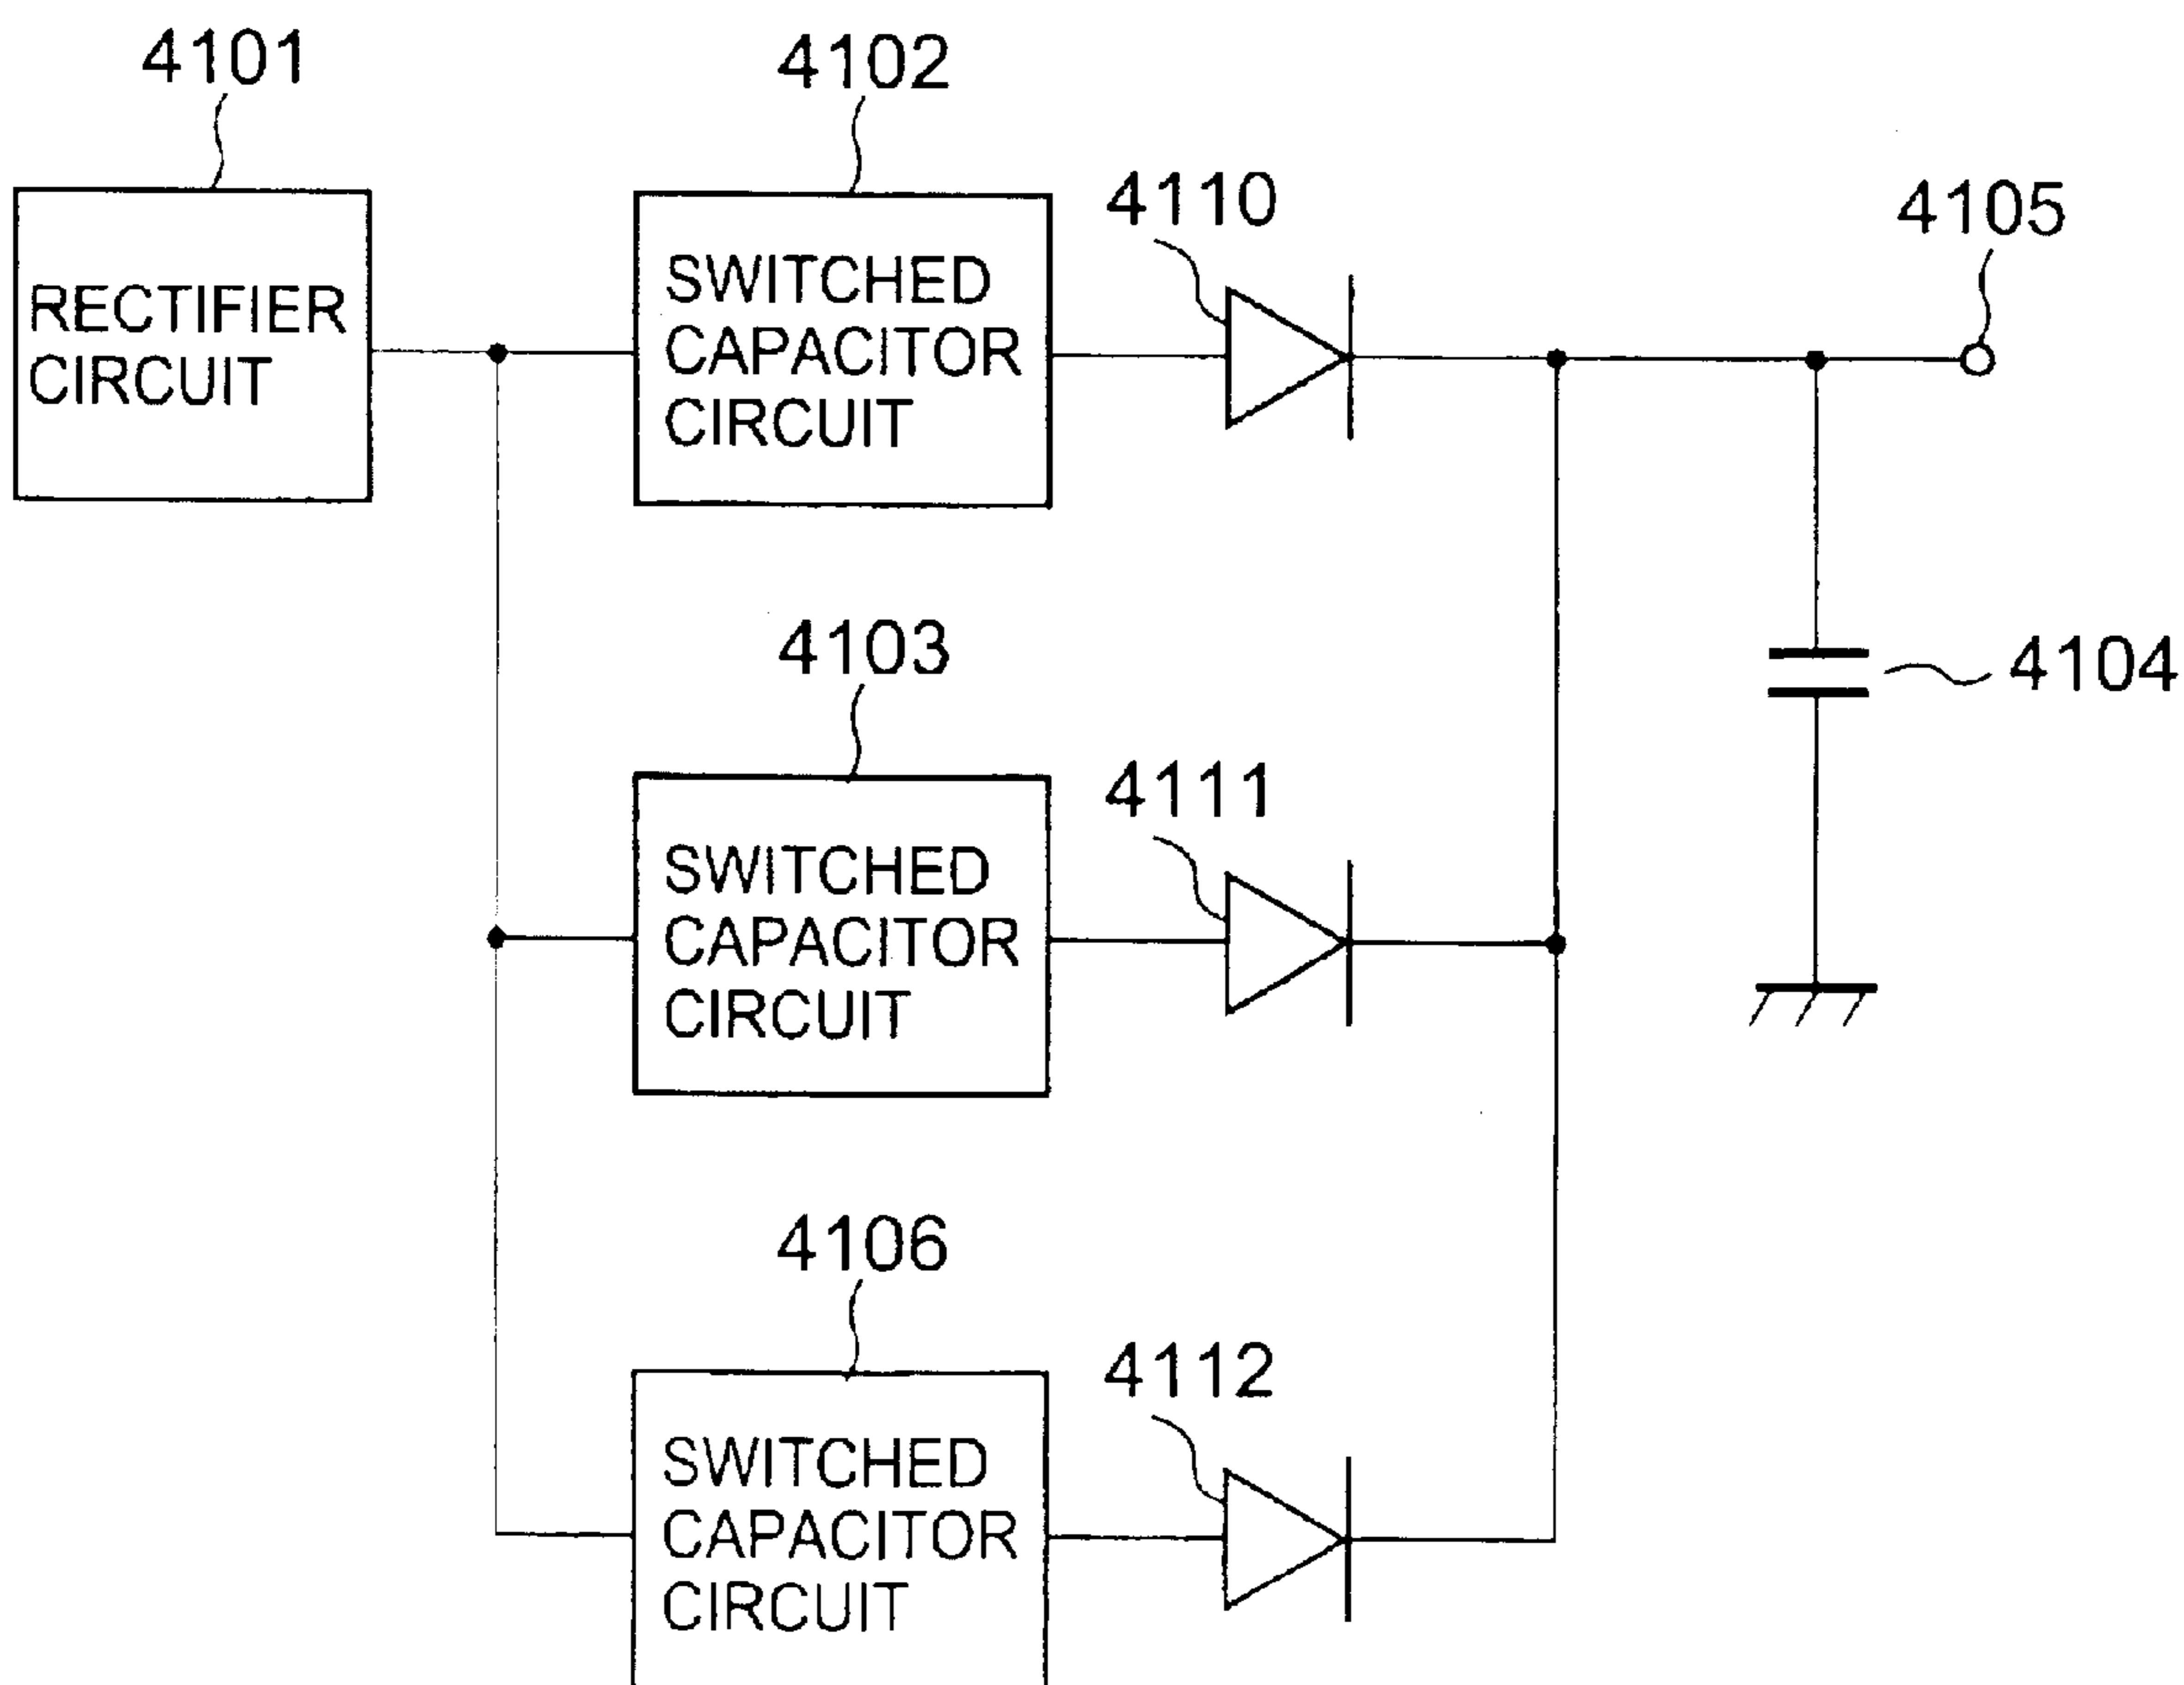 4101
4102
4110
4105
RECTIFIER
CIRCUIT
SWITCHED
CAPACITOR
CIRCUIT
4103
4104
4111
SWITCHED
CAPACITOR
CIRCUIT
4106
4112
SWITCHED
CAPACITOR
CIRCUIT